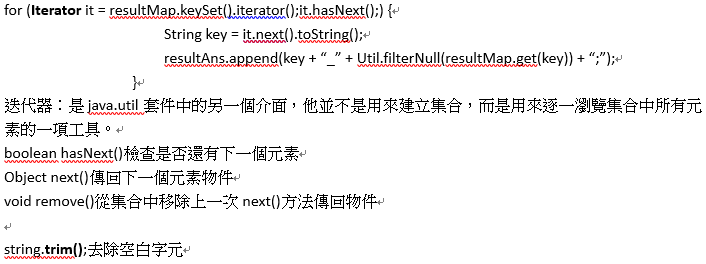 for (Iterator it = resultMap.keySet().iterator();it.hasNext();) {
String key = it.next().toString();
resultAns.append(key + “_” + Util.filterNull(resultMap.get(key)) + “;”);
}
迭代器：是 java.util 套件中的另一個介面，他並不是用來建立集合，而是用來逐一瀏覽集合中所有元
素的一項工具。
boolean hasNext()檢查是否還有下一個元素
Object next()傳回下一個元素物件
void remove()從集合中移除上一次 next()方法傳回物件
string.trim();去除空白字元